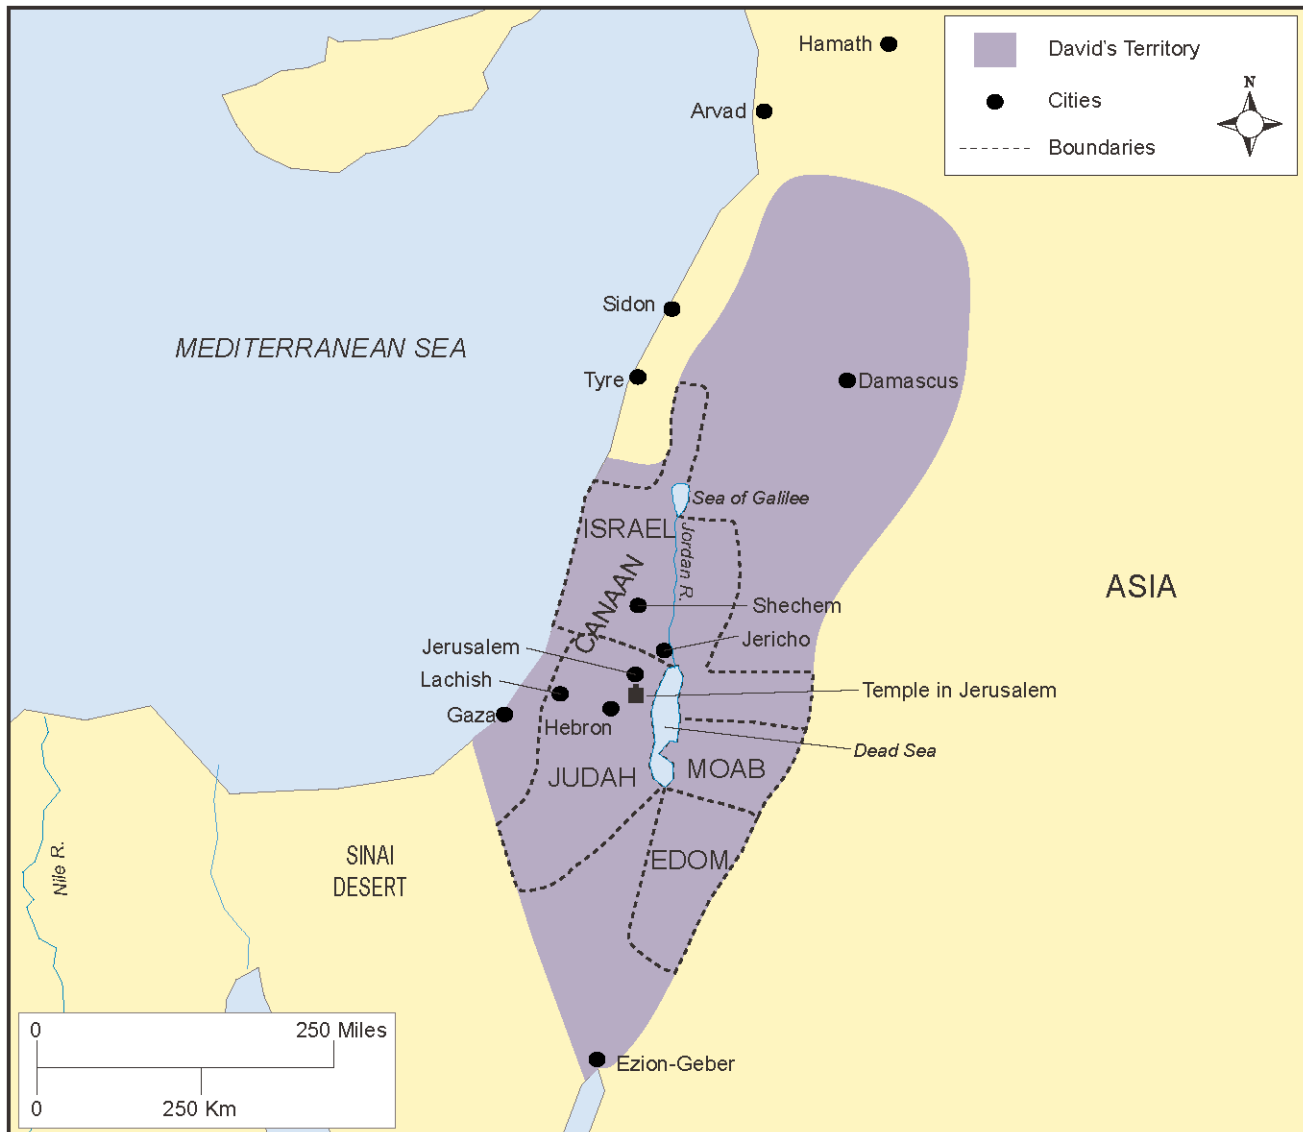 Hamath
David's Territory
N
Cities
Arvad
Boundaries
Sidon
MEDITERRANEAN SEA
Tyre
Damascus
Sea of Galilee
ISRAEL
Jordan R.
CANAAN
ASIA
Shechem
Jericho
Jerusalem
Lachish
Temple in Jerusalem
Gaza
Hebron
Dead Sea
JUDAH
MOAB
SINAI
DESERT
EDOM
Nile R.
0
250 Miles
0
250 Km
Ezion-Geber